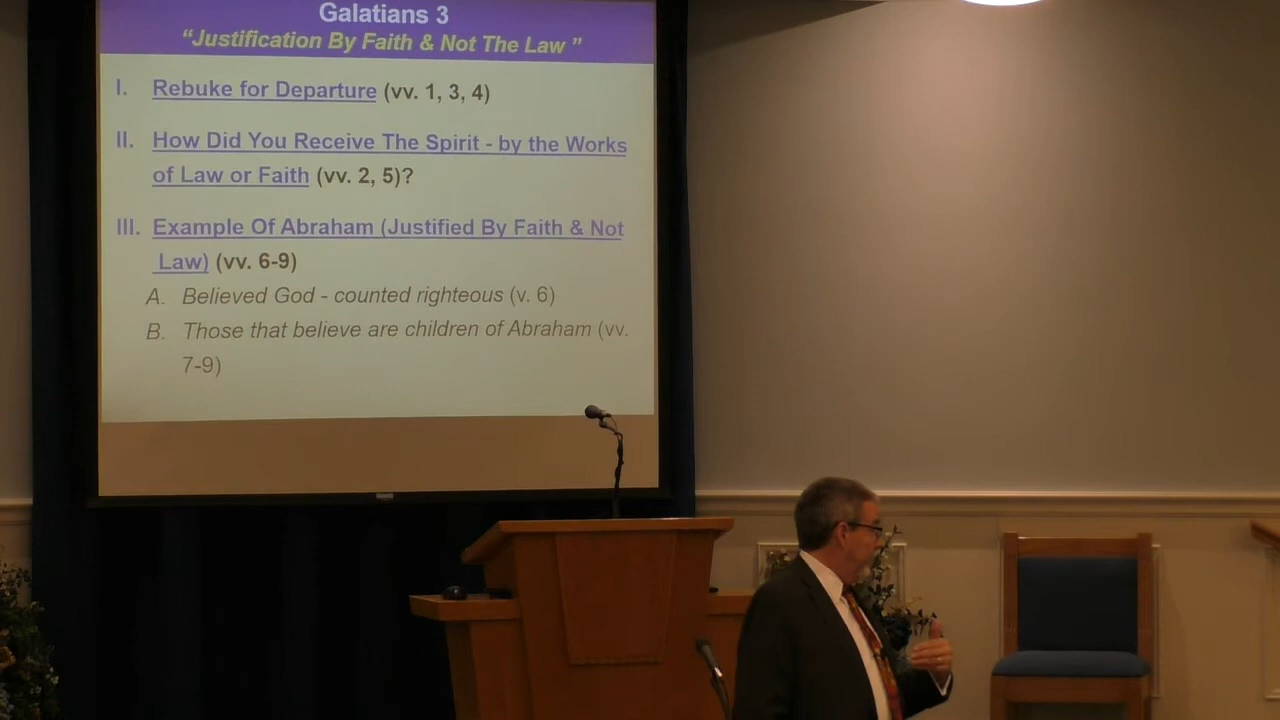 Galatians 3
“Justification By Faith & Not The Law ”
I. Rebuke for Departure (vv. 1, 3, 4)
II. How Did You Receive The Spirit - by the Works
of Law or Faith (vv. 2, 5)?
III. Example Of Abraham (Justified By Faith & Not
Law) (vv. 6-9)
A. Believed God - counted righteous (v. 6)
B. Those that believe are children of Abraham (vv.
7-9)